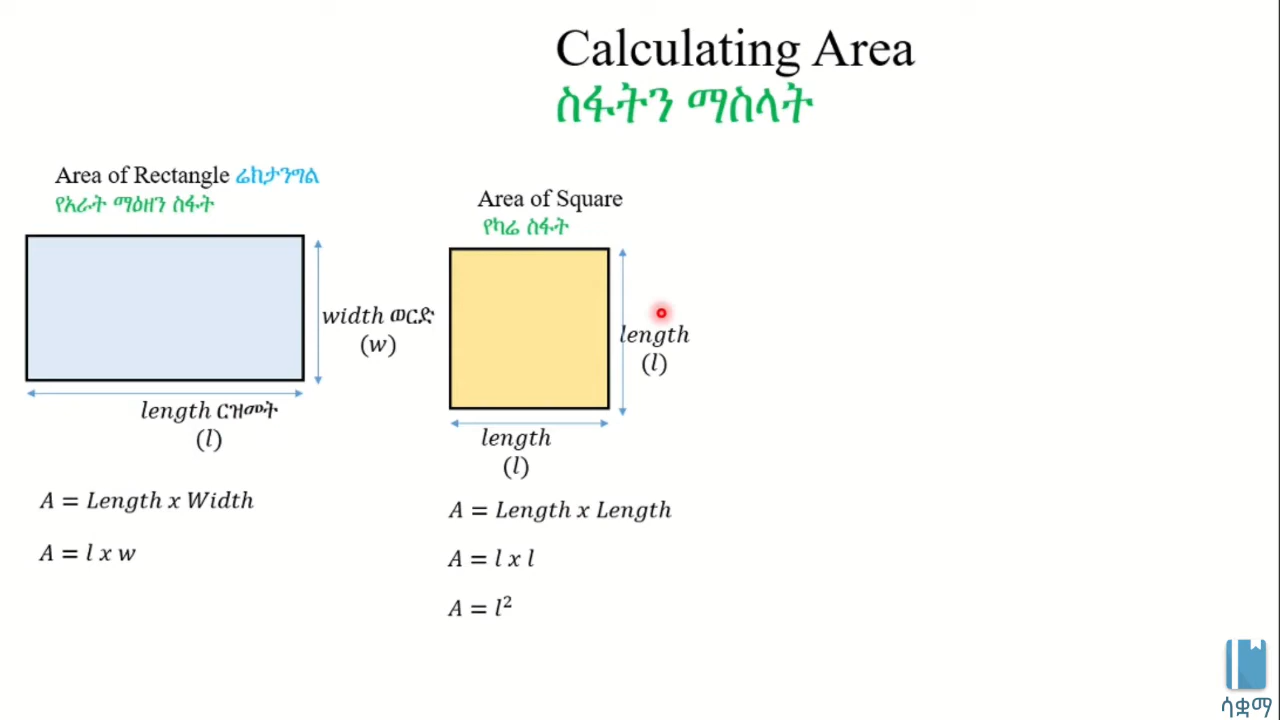 Calculating Area
ስፋትን ማስላት
Area of Rectangle ሬክታንግል
የአራት ማዕዘን ስፋት
width ወርድ
(w)
length ርዝመት
(l)
A = Length x Width
A = l x w
Area of Square
የካሬ ስፋት
length
(l)
length
(l)
A = Length x Length
A = l x l
A = l²
ሳቋማ